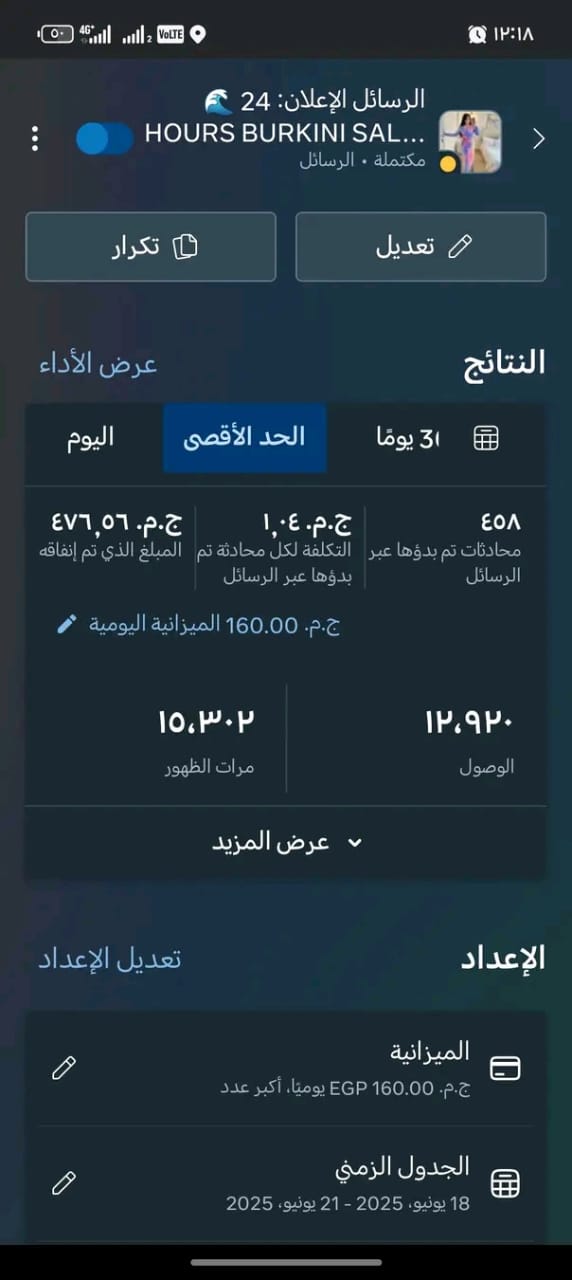 ١٢:١٨
4G
2
VoLTE
الرسائل الإعلان: 24 🌊
HOURS BURKINI SAL...
مكتملة • الرسائل
تعديل
تكرار
النتائج
عرض الأداء
30 يومًا
الحد الأقصى
اليوم
٤٥٨
محادثات تم بدؤها عبر
الرسائل
ج.م. ١,٠٤
التكلفة لكل محادثة تم
بدؤها عبر الرسائل
ج.م. ٤٧٦,٥٦
المبلغ الذي تم إنفاقه
ج.م. 160.00 الميزانية اليومية
١٢،٩٢٠
الوصول
١٥،٣٠٢
مرات الظهور
عرض المزيد
الإعداد
تعديل الإعداد
الميزانية
ج.م. EGP 160.00 يوميًا، أكبر عدد
الجدول الزمني
18 يونيو، 2025 - 21 يونيو، 2025